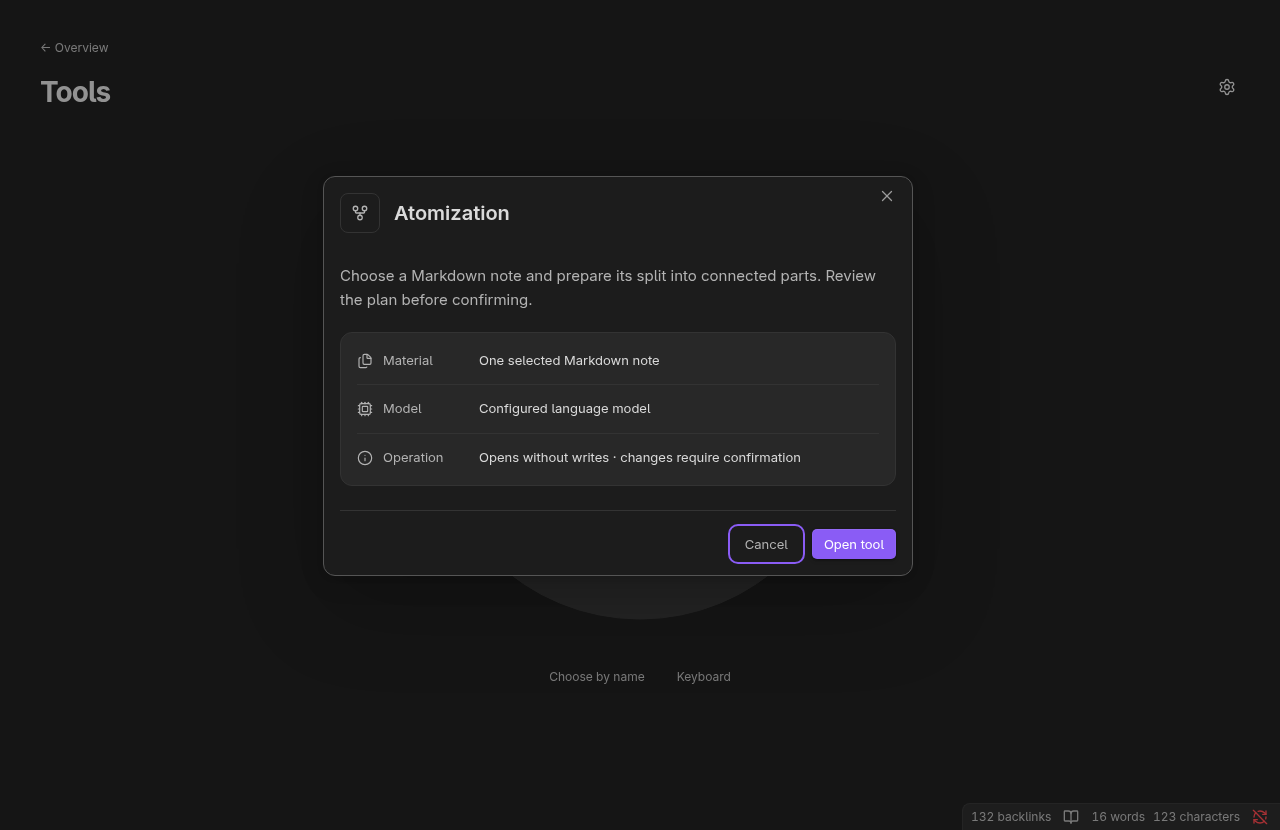 ← Overview
Tools
Atomization
Choose a Markdown note and prepare its split into connected parts. Review
the plan before confirming.
Material One selected Markdown note
Model Configured language model
Operation Opens without writes · changes require confirmation
Cancel Open tool
Choose by name Keyboard
132 backlinks 16 words 123 characters